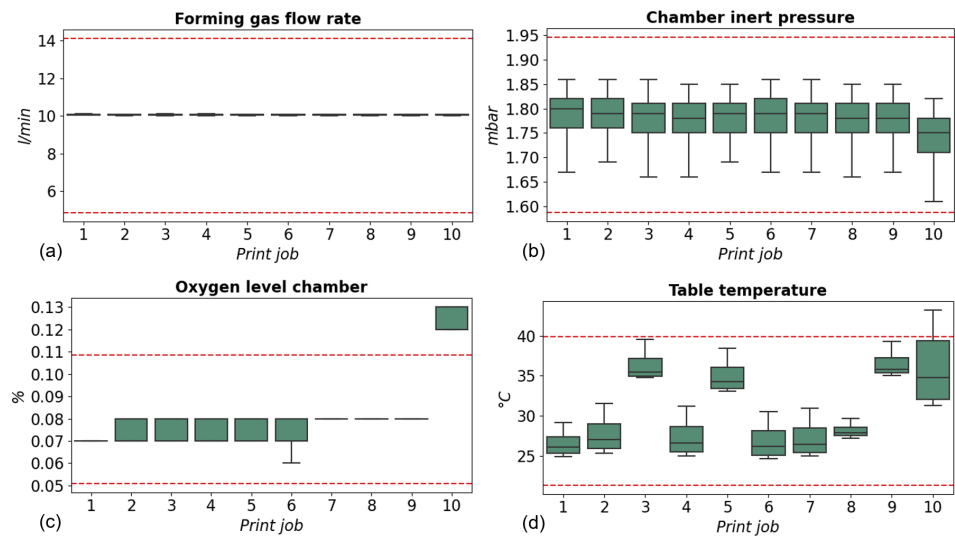 Forming gas flow rate
14
12
10
8
6
l/min
1 2 3 4 5 6 7 8 9 10
Print job
(a)
Chamber inert pressure
1.95
1.90
1.85
1.80
1.75
1.70
1.65
1.60
mbar
1 2 3 4 5 6 7 8 9 10
Print job
(b)
Oxygen level chamber
0.13
0.12
0.11
0.10
0.09
0.08
0.07
0.06
0.05
%
1 2 3 4 5 6 7 8 9 10
Print job
(c)
Table temperature
40
35
30
25
°C
1 2 3 4 5 6 7 8 9 10
Print job
(d)